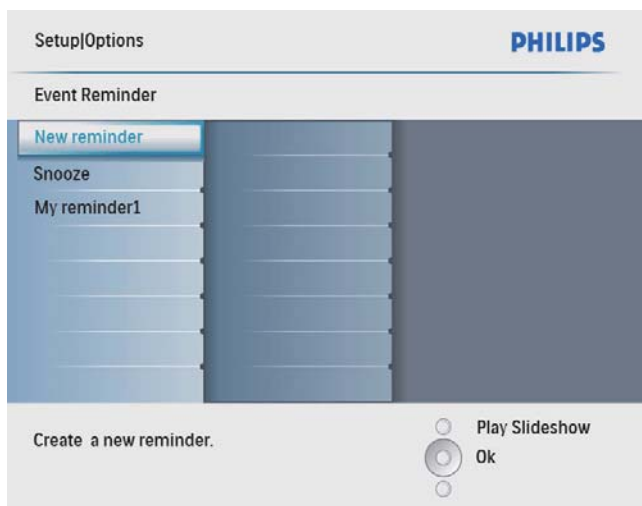 Setup|Options
PHILIPS
Event Reminder
New reminder
Snooze
My reminder1
Create a new reminder.
Play Slideshow
Ok